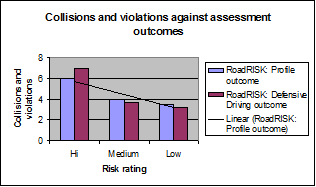 Collisions and violations against assessment
outcomes
Collisions and
violations
8
6
4
2
0
Hi
Medium
Low
Risk rating
RoadRISK: Profile
outcome
RoadRISK: Defensive
Driving outcome
Linear (RoadRISK:
Profile outcome)